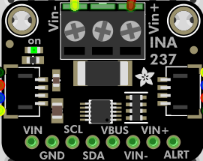 Vin-
Vin+
on
INA
237
VIN SCL VBUS VIN+
GND SDA VIN- ALRT